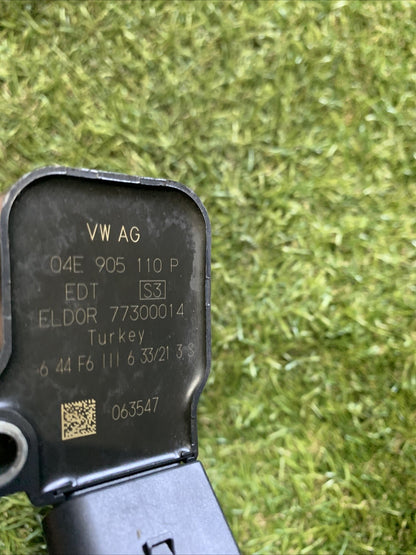 VW AG
04E 905 110 P
EDT S3
ELDOR 77300014
Turkey
6 44 F6 111 6 33/21 3 S
063547